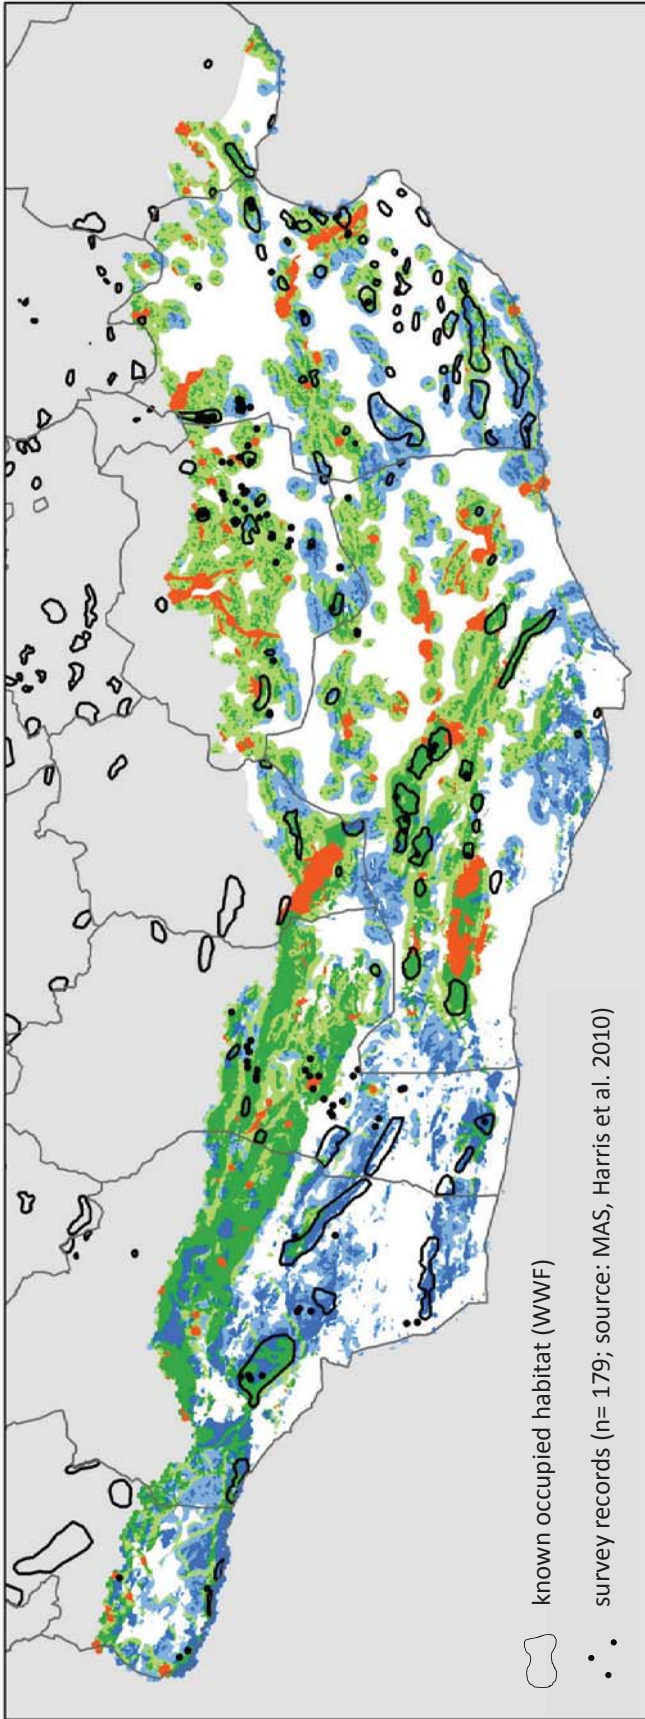 known occupied habitat (WWF)
survey records (n= 179; source: MAS, Harris et al. 2010)